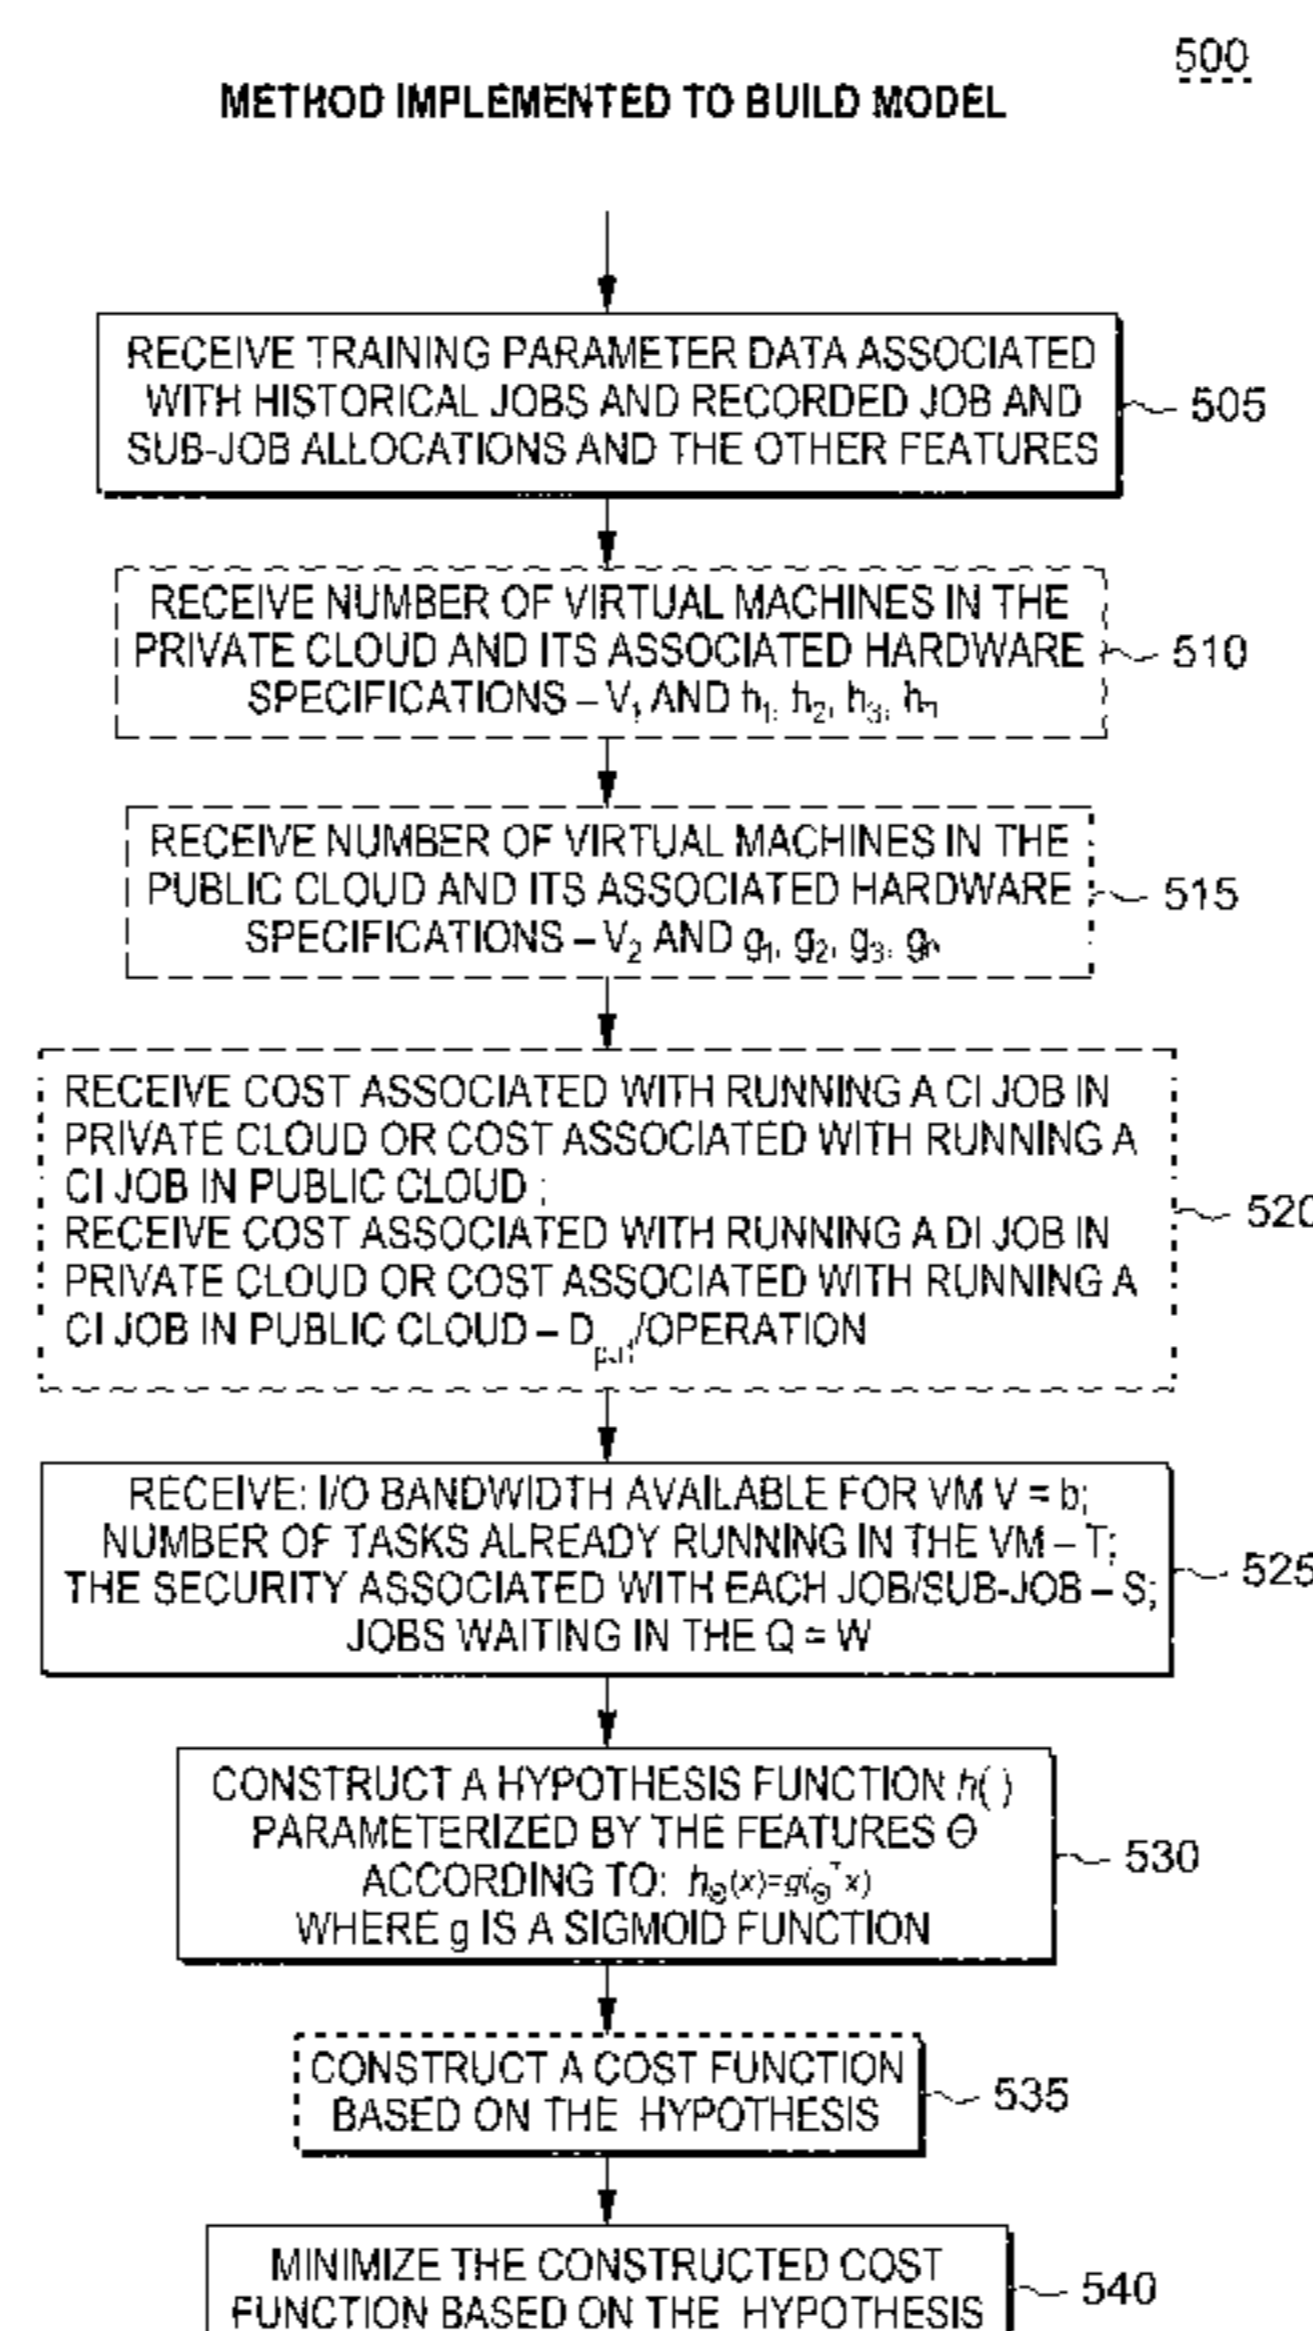 500
METHOD IMPLEMENTED TO BUILD MODEL
RECEIVE TRAINING PARAMETER DATA ASSOCIATED
WITH HISTORICAL JOBS AND RECORDED JOB AND
SUB-JOB ALLOCATIONS AND THE OTHER FEATURES
505
RECEIVE NUMBER OF VIRTUAL MACHINES IN THE
PRIVATE CLOUD AND ITS ASSOCIATED HARDWARE
SPECIFICATIONS – V₁ AND h₁, h₂, h₃, hₙ
510
RECEIVE NUMBER OF VIRTUAL MACHINES IN THE
PUBLIC CLOUD AND ITS ASSOCIATED HARDWARE
SPECIFICATIONS – V₂ AND g₁, g₂, g₃, gₙ
515
RECEIVE COST ASSOCIATED WITH RUNNING A CI JOB IN
PRIVATE CLOUD OR COST ASSOCIATED WITH RUNNING A
CI JOB IN PUBLIC CLOUD ;
RECEIVE COST ASSOCIATED WITH RUNNING A DI JOB IN
PRIVATE CLOUD OR COST ASSOCIATED WITH RUNNING A
CI JOB IN PUBLIC CLOUD – D /OPERATION
520
RECEIVE: I/O BANDWIDTH AVAILABLE FOR VM V = b;
NUMBER OF TASKS ALREADY RUNNING IN THE VM – T;
THE SECURITY ASSOCIATED WITH EACH JOB/SUB-JOB – S;
JOBS WAITING IN THE Q = W
525
CONSTRUCT A HYPOTHESIS FUNCTION h( )
PARAMETERIZED BY THE FEATURES Θ
ACCORDING TO: h_Θ(x)=g(Θ^T x)
WHERE g IS A SIGMOID FUNCTION
530
CONSTRUCT A COST FUNCTION
BASED ON THE HYPOTHESIS
535
MINIMIZE THE CONSTRUCTED COST
FUNCTION BASED ON THE HYPOTHESIS
540